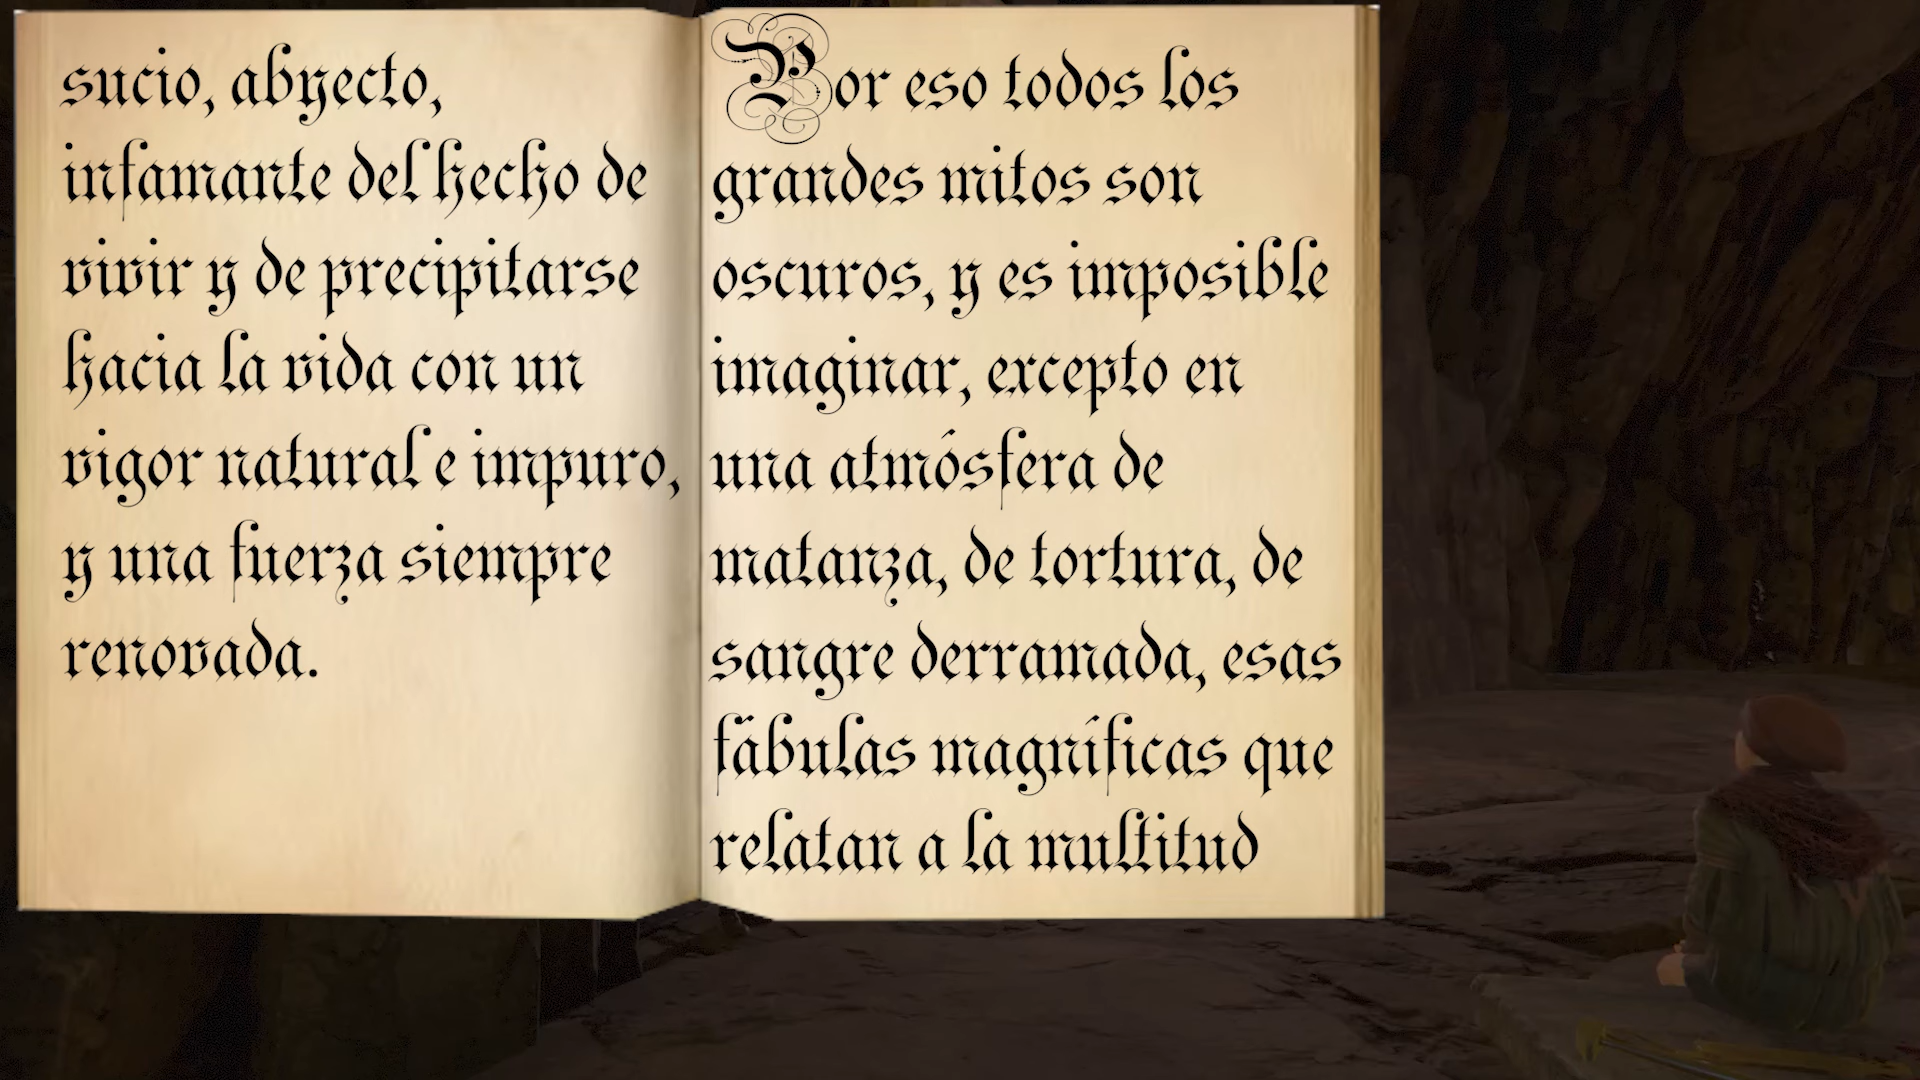 sucio, abyecto,
infamante del hecho de
vivir y de precipitarse
hacia la vida con un
vigor natural e impuro,
y una fuerza siempre
renovada.
Por eso todos los
grandes mitos son
oscuros, y es imposible
imaginar, excepto en
una atmósfera de
matanza, de tortura, de
sangre derramada, esas
fábulas magníficas que
relatan a la multitud